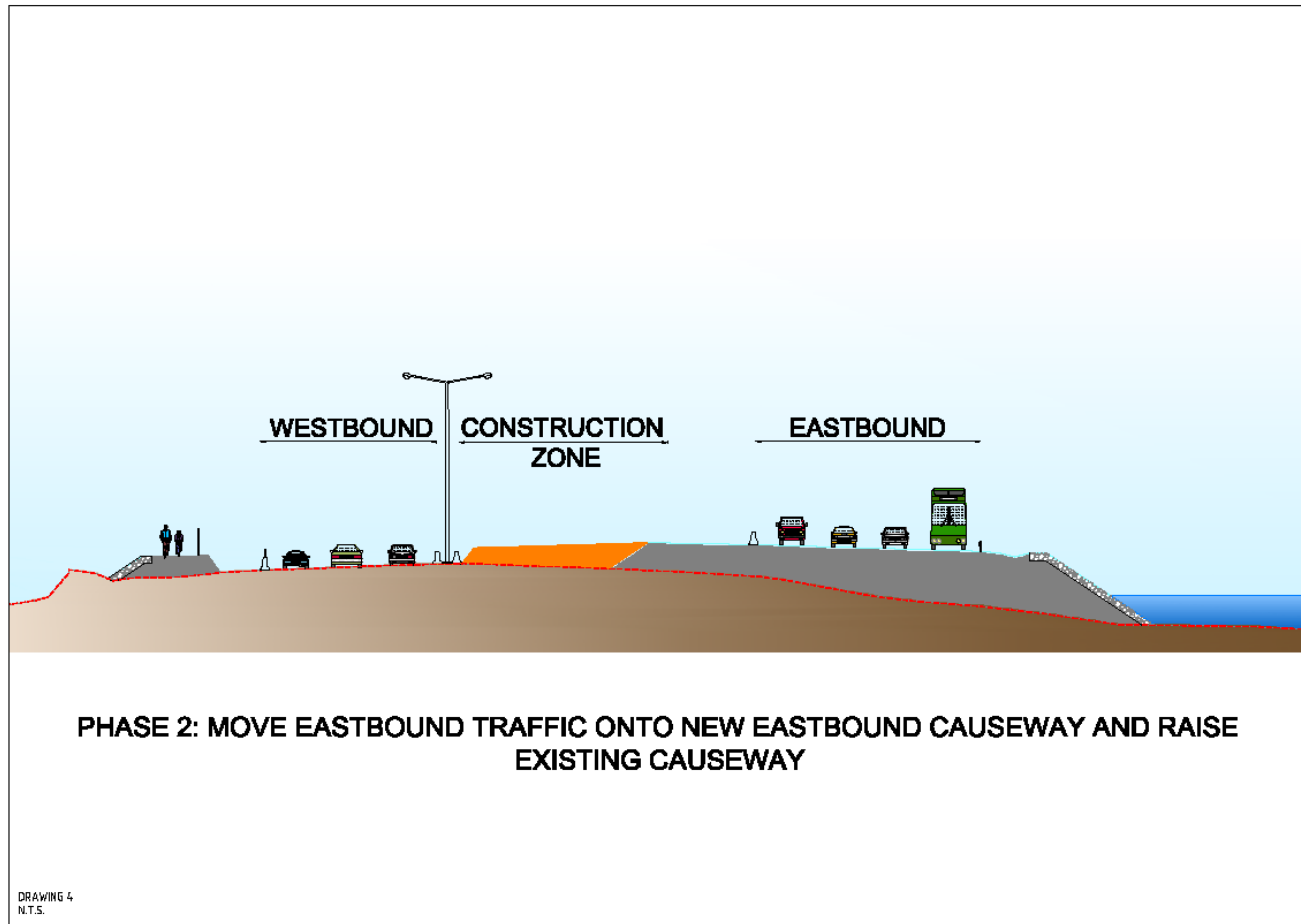 WESTBOUND
CONSTRUCTION
ZONE
EASTBOUND
PHASE 2: MOVE EASTBOUND TRAFFIC ONTO NEW EASTBOUND CAUSEWAY AND RAISE
EXISTING CAUSEWAY
DRAWING 4
N.T.S.